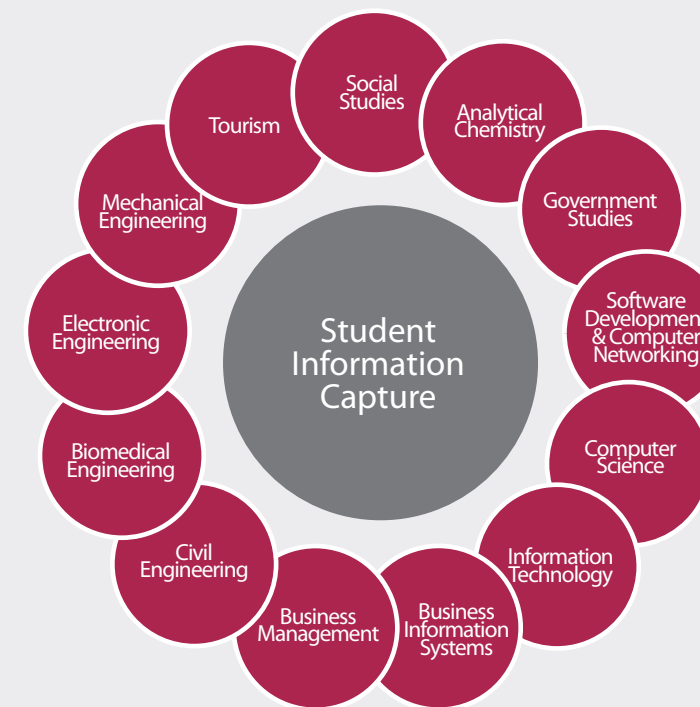 Social
Studies
Analytical
Chemistry
Government
Studies
Software
Developmen
& Computer
Networking
Computer
Science
Information
Technology
Business
Information
Systems
Business
Management
Civil
Engineering
Biomedical
Engineering
Electronic
Engineering
Mechanical
Engineering
Tourism
Student
Information
Capture